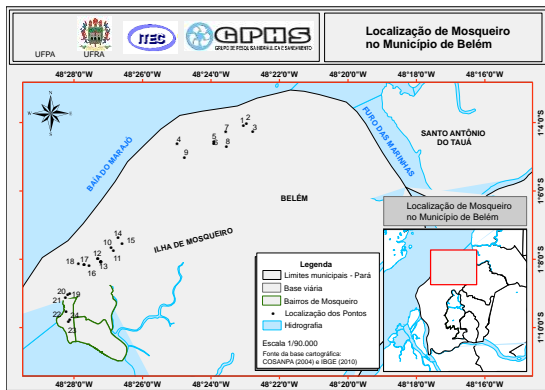 UFPA
UFRA
ITEC
GPHS
GRUPO DE PESQUISA HIDRÁULICA E SANEAMENTO
Localização de Mosqueiro
no Município de Belém
48°28'0"W 48°26'0"W 48°24'0"W 48°22'0"W 48°20'0"W 48°18'0"W 48°16'0"W
1 2
3
4
5
6
7
8
9
48°4'0"S
BAÍA DO MARAJÓ
FURO DAS MARINHAS
SANTO ANTÔNIO
DO TAUÁ
48°6'0"S
BELÉM
Localização de Mosqueiro
no Município de Belém
ILHA DE MOSQUEIRO
14
15
10
11
12
13
18 17
16
48°8'0"S
20 19
21
22 24
23
48°10'0"S
Legenda
Limites municipais - Pará
Base viária
Bairros de Mosqueiro
Localização dos Pontos
Hidrografia
Escala 1/90.000
Fonte da base cartográfica:
COSANPA (2004) e IBGE (2010)